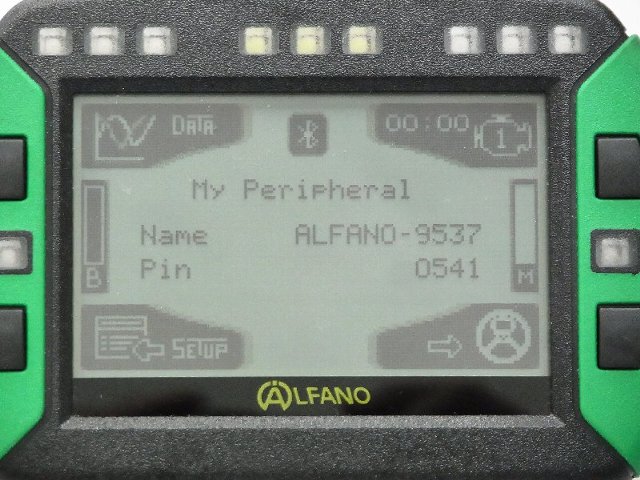 DATA
00:00
1
My Peripheral
Name ALFANO-9537
Pin 0541
B
M
SETUP
ALFANO